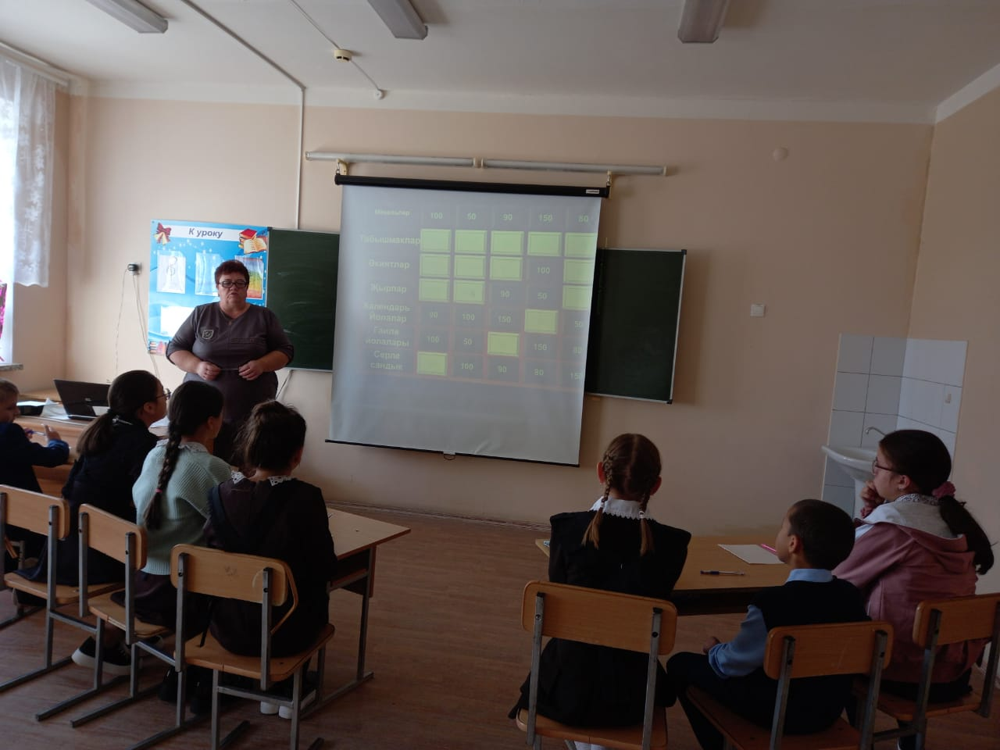 К уроку
Мәкальләр 100 50 90 150 80
Табышмаклар
Әкиятләр 100
Җырлар 90 50
Календарь
йолалар 90 100 150 50
Гаилә
йолалары 100 50 150 80
Серле
сандык 100 90 80 150